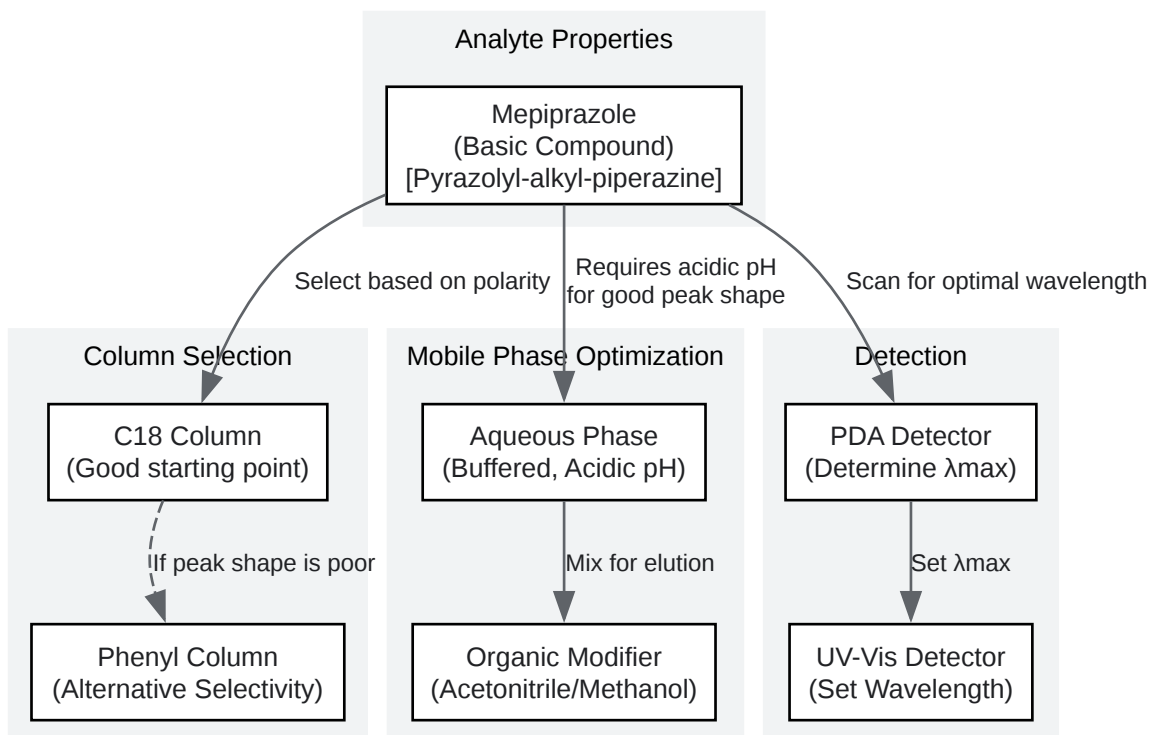 Analyte Properties
Mepiprazole
(Basic Compound)
[Pyrazolyl-alkyl-piperazine]
Select based on polarity
Requires acidic pH
for good peak shape
Scan for optimal wavelength
Column Selection
Mobile Phase Optimization
Detection
C18 Column
(Good starting point)
Aqueous Phase
(Buffered, Acidic pH)
PDA Detector
(Determine λmax)
If peak shape is poor
Mix for elution
Set λmax
Phenyl Column
(Alternative Selectivity)
Organic Modifier
(Acetonitrile/Methanol)
UV-Vis Detector
(Set Wavelength)